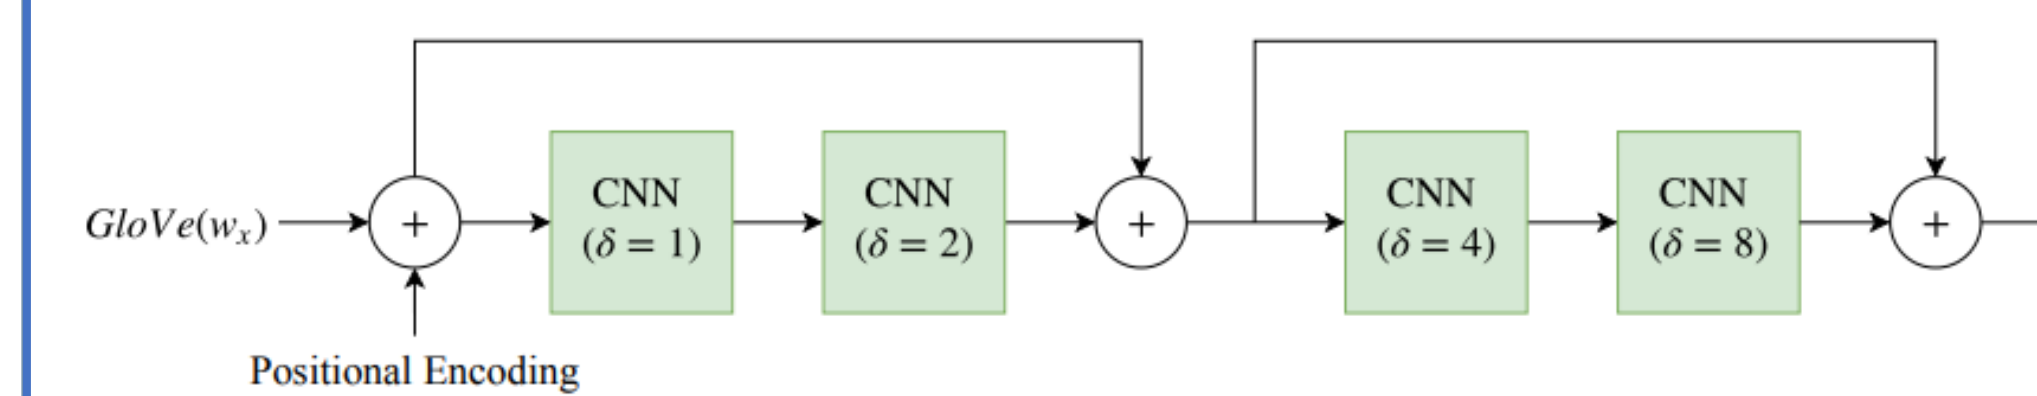 GloVe(wₓ)
+
CNN
(δ = 1)
CNN
(δ = 2)
+
CNN
(δ = 4)
CNN
(δ = 8)
+
Positional Encoding